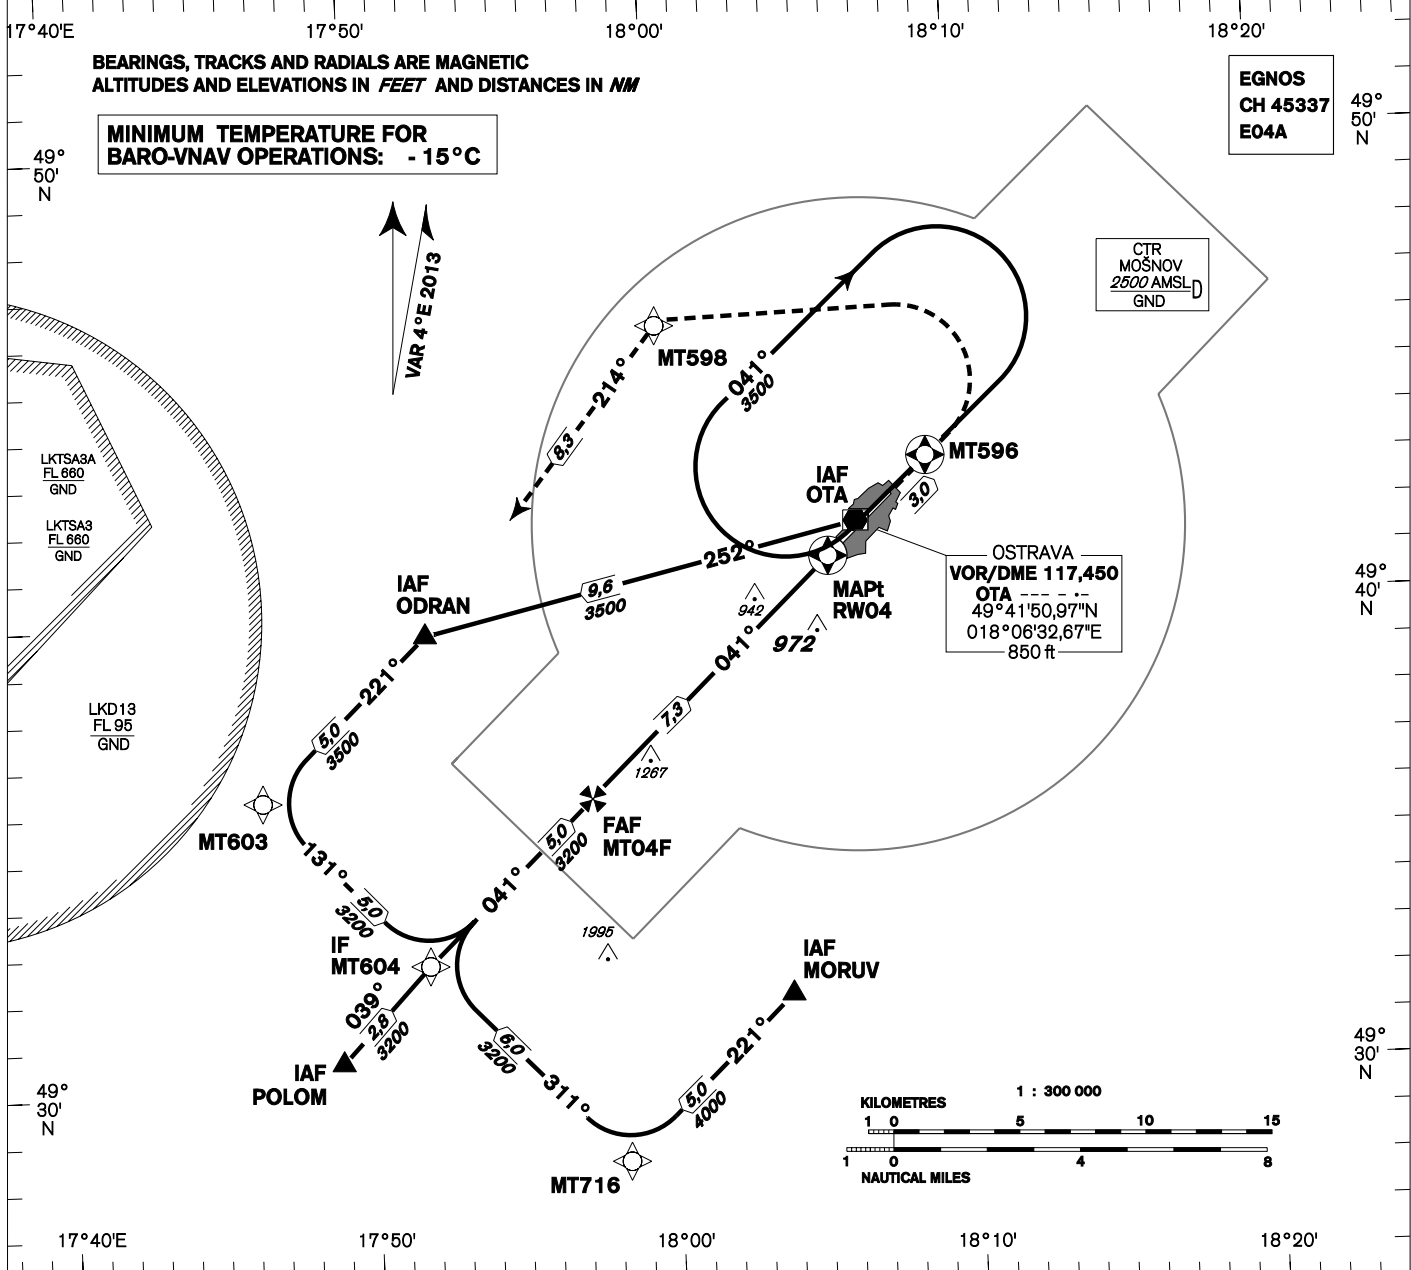 17°40'E
17°50'
18°00'
18°10'
18°20'
BEARINGS, TRACKS AND RADIALS ARE MAGNETIC
ALTITUDES AND ELEVATIONS IN FEET AND DISTANCES IN NM
MINIMUM TEMPERATURE FOR
BARO-VNAV OPERATIONS: - 15°C
EGNOS
CH 45337
E04A
49°
50'
N
49°
50'
N
VAR 4°E 2013
CTR
MOŠNOV
2500 AMSL
GND
D
MT598
214°
8,3
041°
3500
MT596
3,0
IAF
OTA
LKTSA3A
FL 660
GND
LKTSA3
FL 660
GND
252°
9,6
3500
IAF
ODRAN
OSTRAVA
VOR/DME 117,450
OTA --- - ·-
49°41'50,97"N
018°06'32,67"E
850 ft
49°
40'
N
MAPt
RW04
942
972
041°
7,3
1267
221°
5,0
3500
LKD13
FL 95
GND
MT603
131°
5,0
3200
FAF
MT04F
5,0
3200
041°
1995
IF
MT604
039°
2,8
3200
IAF
POLOM
IAF
MORUV
221°
5,0
4000
6,0
3200
311°
MT716
49°
30'
N
49°
30'
N
1 : 300 000
KILOMETRES
1 0 5 10 15
1 0 4 8
NAUTICAL MILES
17°40'E
17°50'
18°00'
18°10'
18°20'